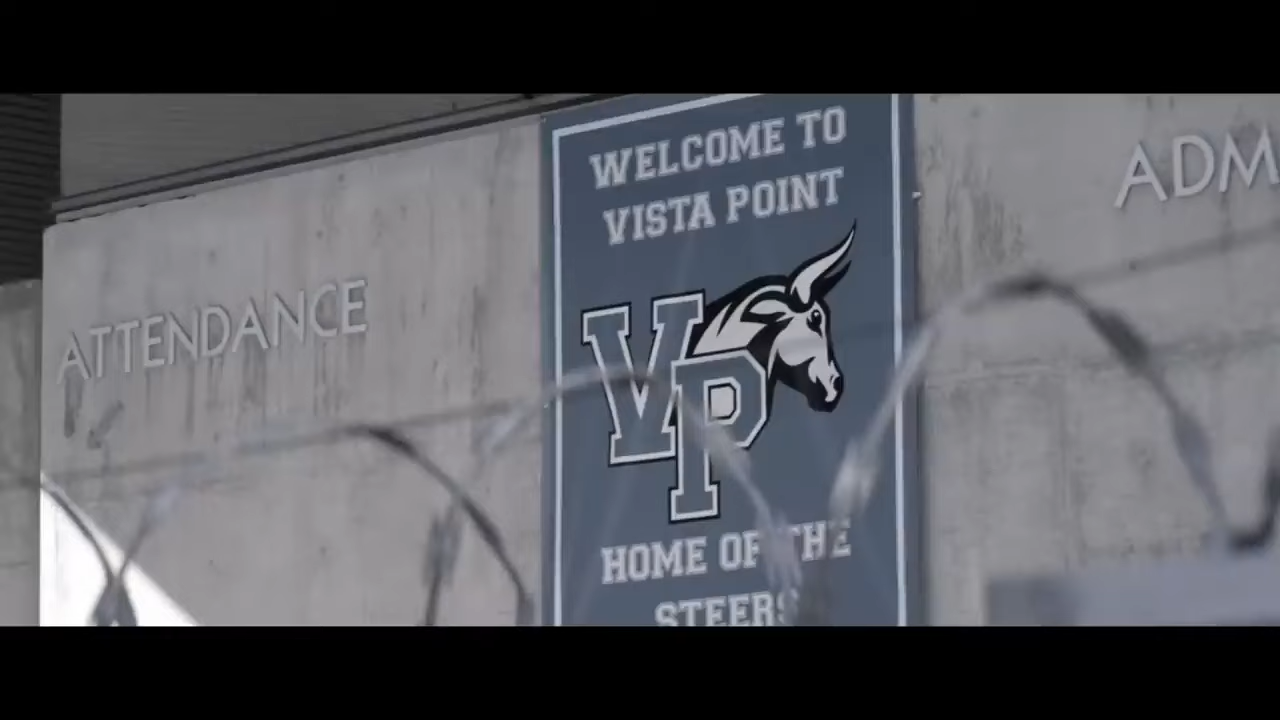 WELCOME TO
VISTA POINT
ADM
ATTENDANCE
VP
HOME OF THE
STEERS